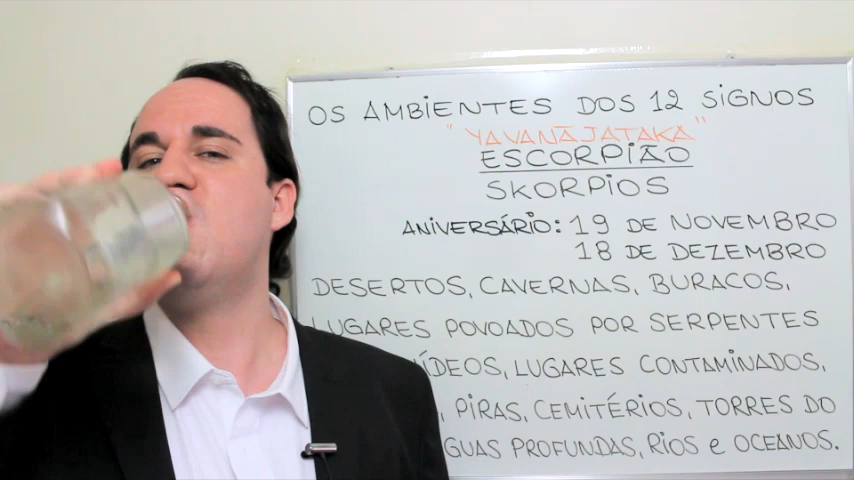 OS AMBIENTES DOS 12 SIGNOS
"YAVANAJATAKA"
ESCORPIÃO
SKORPIOS
ANIVERSÁRIO: 19 DE NOVEMBRO
18 DE DEZEMBRO
DESERTOS, CAVERNAS, BURACOS,
LUGARES POVOADOS POR SERPENTES
LUGARES CONTAMINADOS,
, PIRAS, CEMITÉRIOS, TORRES DO
PROFUNDAS, RIOS e OCEANOS.